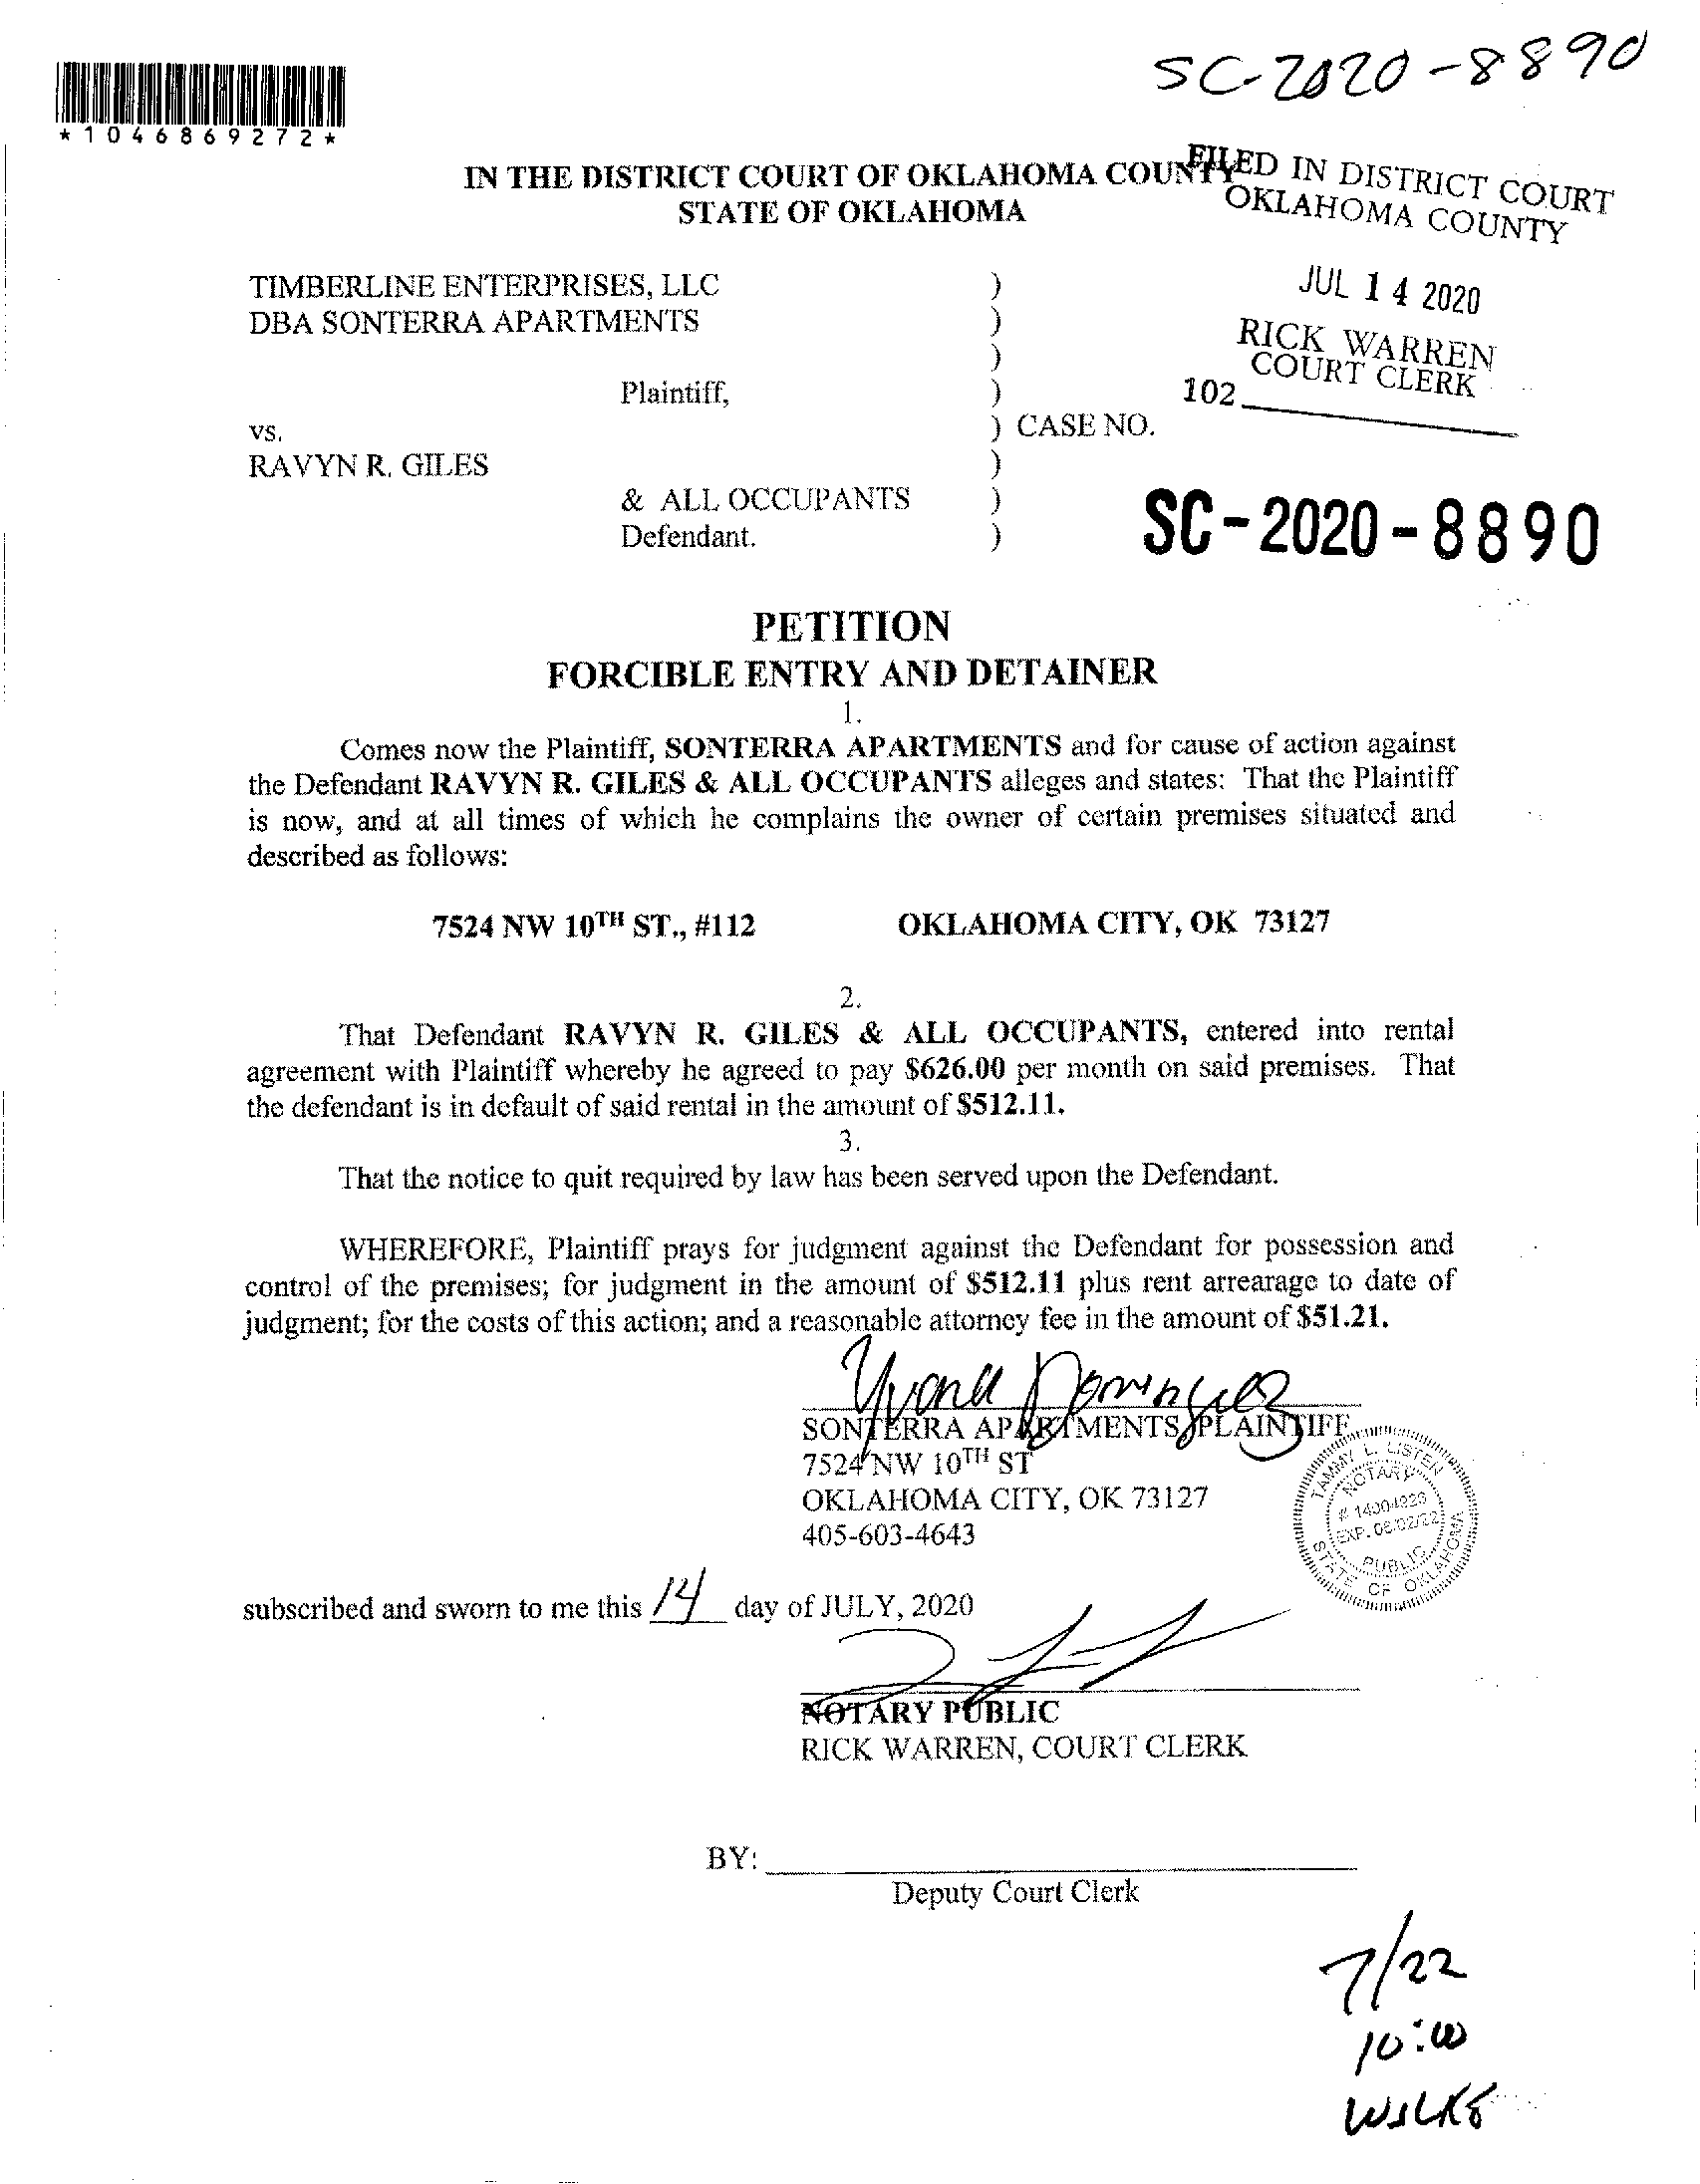 SC-2020-8890
*1046869272*
IN THE DISTRICT COURT OF OKLAHOMA COUNTY
STATE OF OKLAHOMA
FILED IN DISTRICT COURT
OKLAHOMA COUNTY
JUL 14 2020
RICK WARREN
COURT CLERK
102
TIMBERLINE ENTERPRISES, LLC )
DBA SONTERRA APARTMENTS )
)
Plaintiff, )
vs. ) CASE NO.
RAVYN R. GILES )
& ALL OCCUPANTS )
Defendant. )
SC-2020-8890
PETITION
FORCIBLE ENTRY AND DETAINER
1.
Comes now the Plaintiff, SONTERRA APARTMENTS and for cause of action against
the Defendant RAVYN R. GILES & ALL OCCUPANTS alleges and states: That the Plaintiff
is now, and at all times of which he complains the owner of certain premises situated and
described as follows:
7524 NW 10TH ST., #112 OKLAHOMA CITY, OK 73127
2.
That Defendant RAVYN R. GILES & ALL OCCUPANTS, entered into rental
agreement with Plaintiff whereby he agreed to pay $626.00 per month on said premises. That
the defendant is in default of said rental in the amount of $512.11.
3.
That the notice to quit required by law has been served upon the Defendant.
WHEREFORE, Plaintiff prays for judgment against the Defendant for possession and
control of the premises; for judgment in the amount of $512.11 plus rent arrearage to date of
judgment; for the costs of this action; and a reasonable attorney fee in the amount of $51.21.
SONTERRA APARTMENTS, PLAINTIFF
7524 NW 10TH ST
OKLAHOMA CITY, OK 73127
405-603-4643
TAMMY L. LISTEN
NOTARY
# 14004929
EXP. 06/02/22
PUBLIC
STATE OF OKLAHOMA
subscribed and sworn to me this 14 day of JULY, 2020
NOTARY PUBLIC
RICK WARREN, COURT CLERK
BY:
Deputy Court Clerk
7/22
10:00
WILKE